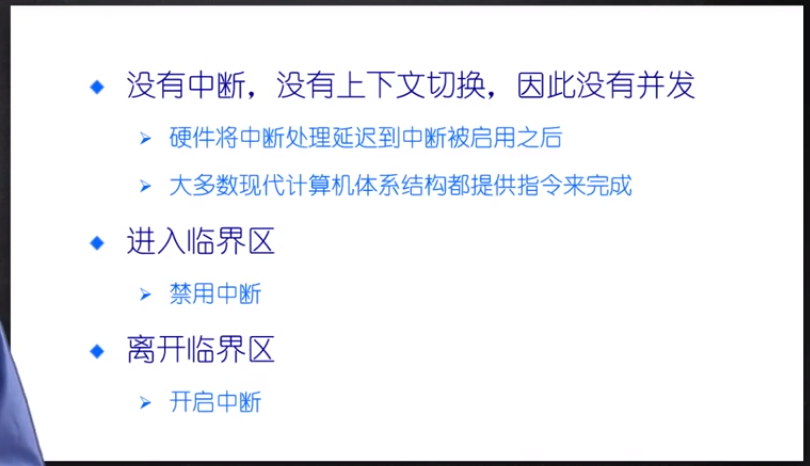 没有中断，没有上下文切换，因此没有并发
硬件将中断处理延迟到中断被启用之后
大多数现代计算机体系结构都提供指令来完成
进入临界区
禁用中断
离开临界区
开启中断